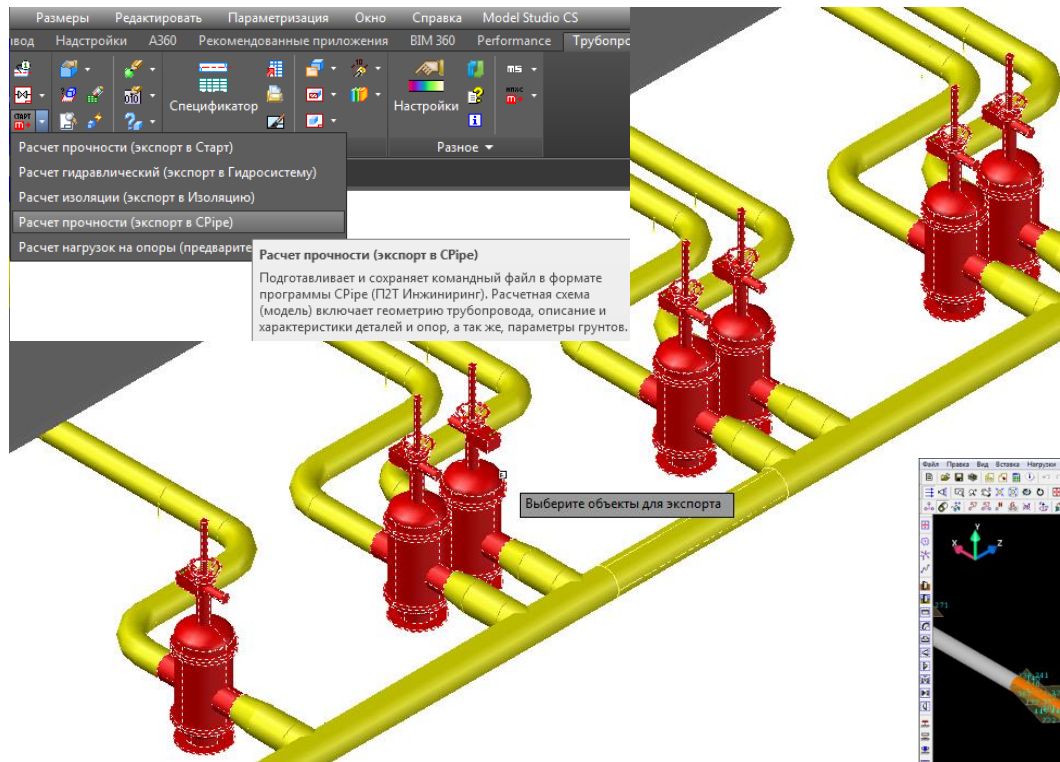 Размеры Редактировать Параметризация Окно Справка Model Studio CS
Надстройки A360 Рекомендованные приложения BIM 360 Performance Трубопро
Спецификатор Настройки
Разное
Расчет прочности (экспорт в Старт)
Расчет гидравлический (экспорт в Гидросистему)
Расчет изоляции (экспорт в Изоляцию)
Расчет прочности (экспорт в CPipe)
Расчет нагрузок на опоры (предварите
Расчет прочности (экспорт в CPipe)
Подготавливает и сохраняет командный файл в формате
программы CPipe (П2Т Инжиниринг). Расчетная схема
(модель) включает геометрию трубопровода, описание и
характеристики деталей и опор, а так же, параметры грунтов.
Выберите объекты для экспорта
Файл Правка Вид Вставка Нагрузки
Y
X Z